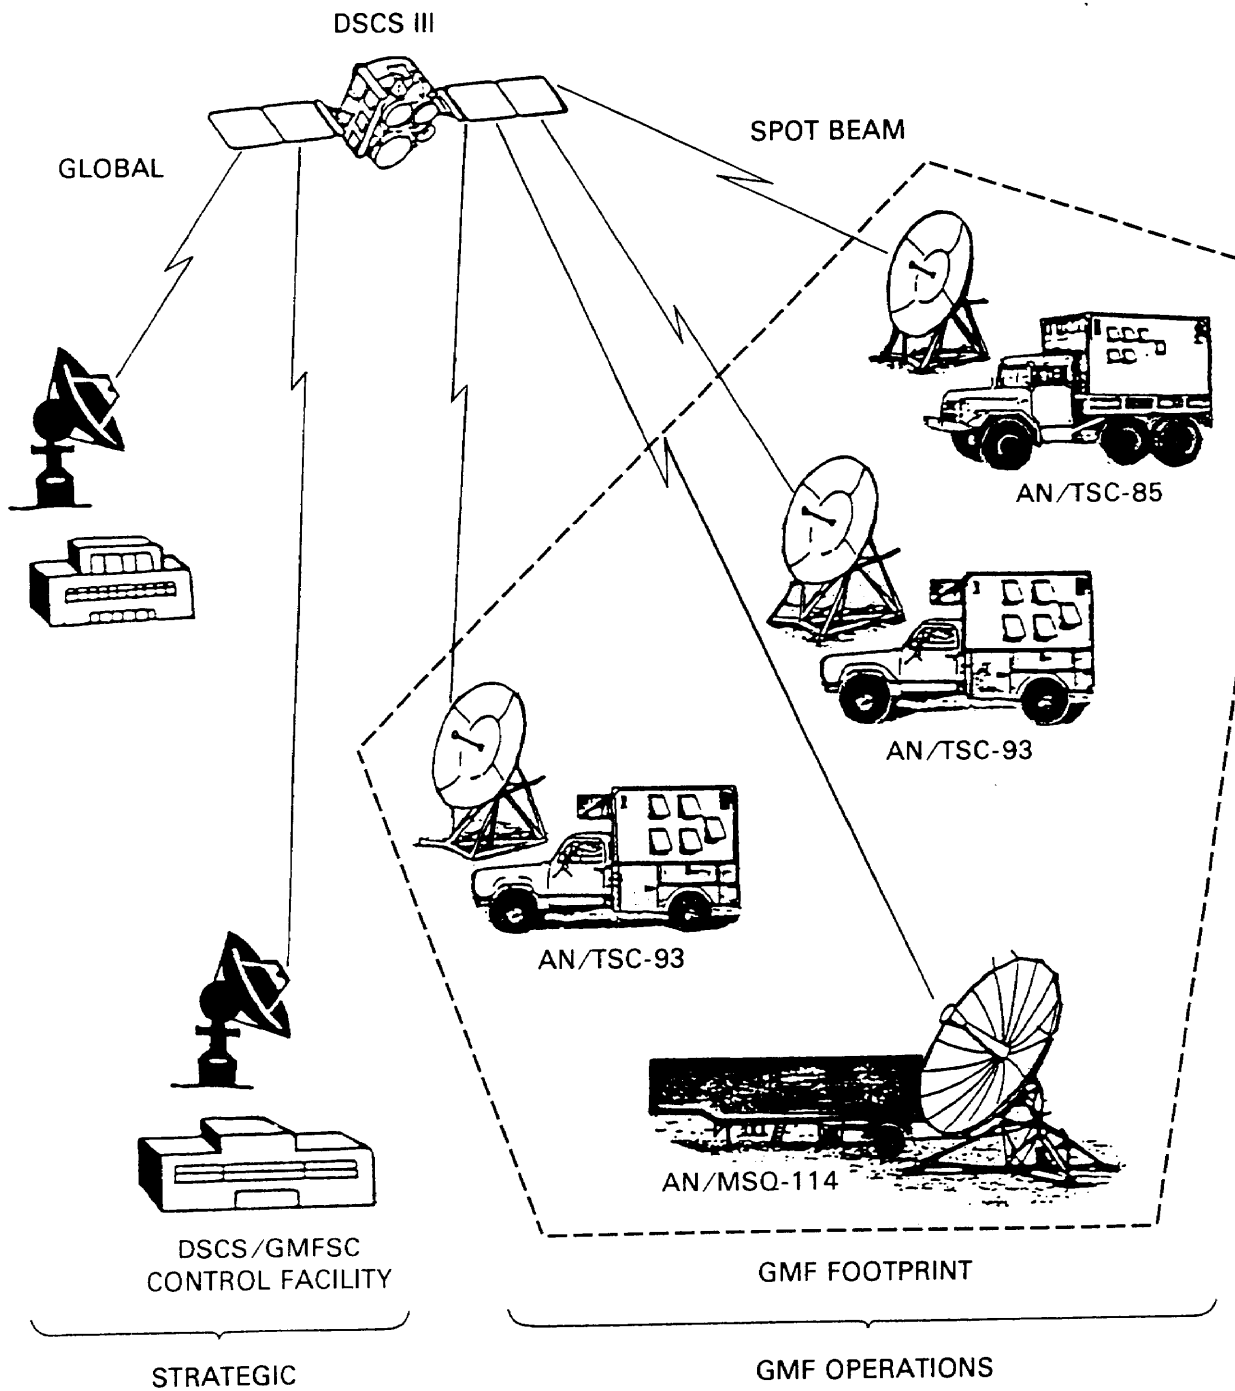 DSCS III
GLOBAL
SPOT BEAM
AN/TSC-85
AN/TSC-93
AN/TSC-93
AN/MSQ-114
DSCS/GMFSC
CONTROL FACILITY
GMF FOOTPRINT
STRATEGIC
GMF OPERATIONS